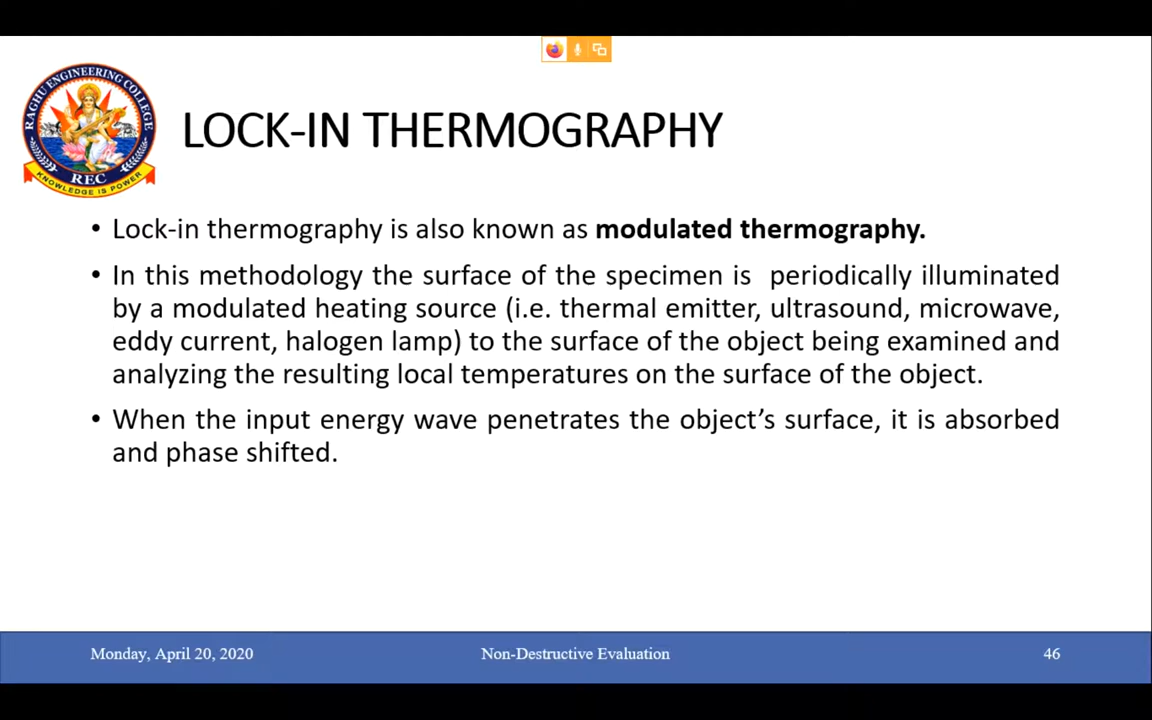 RAGHU ENGINEERING COLLEGE
REC
KNOWLEDGE IS POWER
LOCK-IN THERMOGRAPHY
• Lock-in thermography is also known as modulated thermography.
• In this methodology the surface of the specimen is periodically illuminated
by a modulated heating source (i.e. thermal emitter, ultrasound, microwave,
eddy current, halogen lamp) to the surface of the object being examined and
analyzing the resulting local temperatures on the surface of the object.
• When the input energy wave penetrates the object’s surface, it is absorbed
and phase shifted.
Monday, April 20, 2020 Non-Destructive Evaluation 46